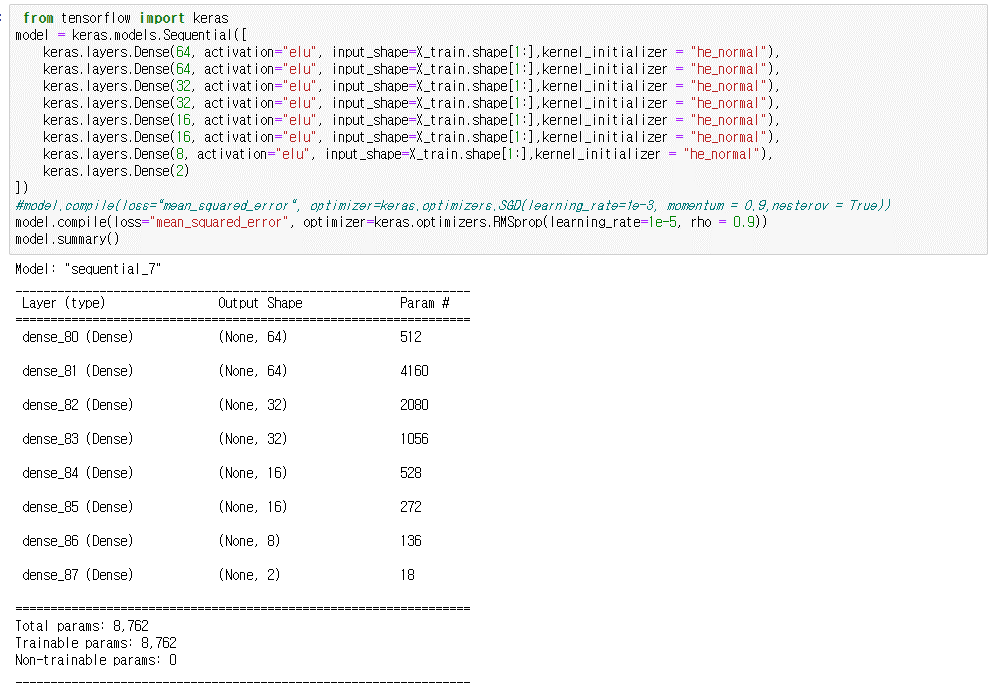 from tensorflow import keras
model = keras.models.Sequential([
    keras.layers.Dense(64, activation="elu", input_shape=X_train.shape[1:],kernel_initializer = "he_normal"),
    keras.layers.Dense(64, activation="elu", input_shape=X_train.shape[1:],kernel_initializer = "he_normal"),
    keras.layers.Dense(32, activation="elu", input_shape=X_train.shape[1:],kernel_initializer = "he_normal"),
    keras.layers.Dense(32, activation="elu", input_shape=X_train.shape[1:],kernel_initializer = "he_normal"),
    keras.layers.Dense(16, activation="elu", input_shape=X_train.shape[1:],kernel_initializer = "he_normal"),
    keras.layers.Dense(16, activation="elu", input_shape=X_train.shape[1:],kernel_initializer = "he_normal"),
    keras.layers.Dense(8, activation="elu", input_shape=X_train.shape[1:],kernel_initializer = "he_normal"),
    keras.layers.Dense(2)
])
#model.compile(loss="mean_squared_error", optimizer=keras.optimizers.SGD(learning_rate=1e-3, momentum = 0.9,nesterov = True))
model.compile(loss="mean_squared_error", optimizer=keras.optimizers.RMSprop(learning_rate=1e-5, rho = 0.9))
model.summary()
Model: "sequential_7"
Layer (type) Output Shape Param #
dense_80 (Dense) (None, 64) 512
dense_81 (Dense) (None, 64) 4160
dense_82 (Dense) (None, 32) 2080
dense_83 (Dense) (None, 32) 1056
dense_84 (Dense) (None, 16) 528
dense_85 (Dense) (None, 16) 272
dense_86 (Dense) (None, 8) 136
dense_87 (Dense) (None, 2) 18
Total params: 8,762
Trainable params: 8,762
Non-trainable params: 0